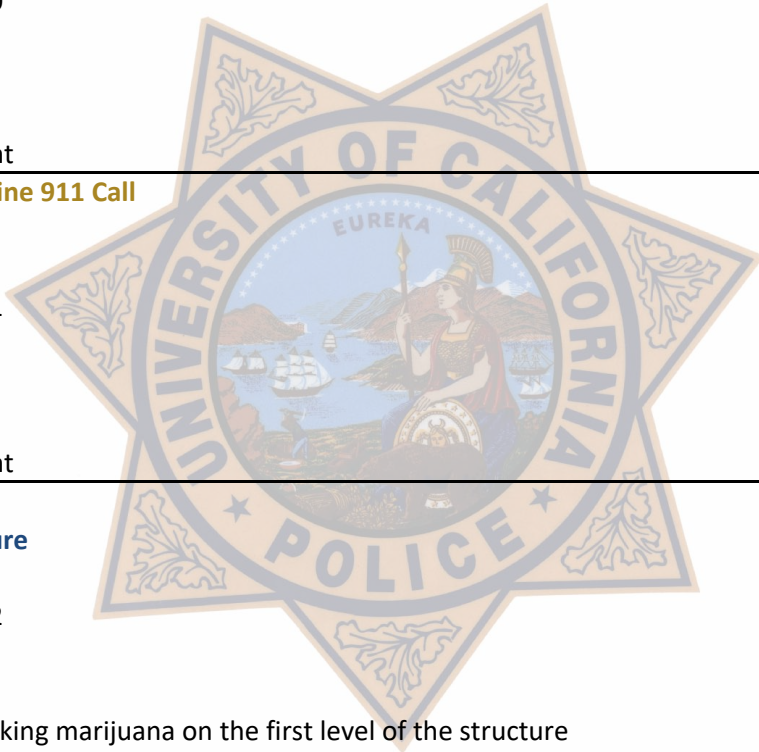 nt
ine 911 Call
nt
ure
2
king marijuana on the first level of the structure
UNIVERSITY OF CALIFORNIA
EUREKA
POLICE